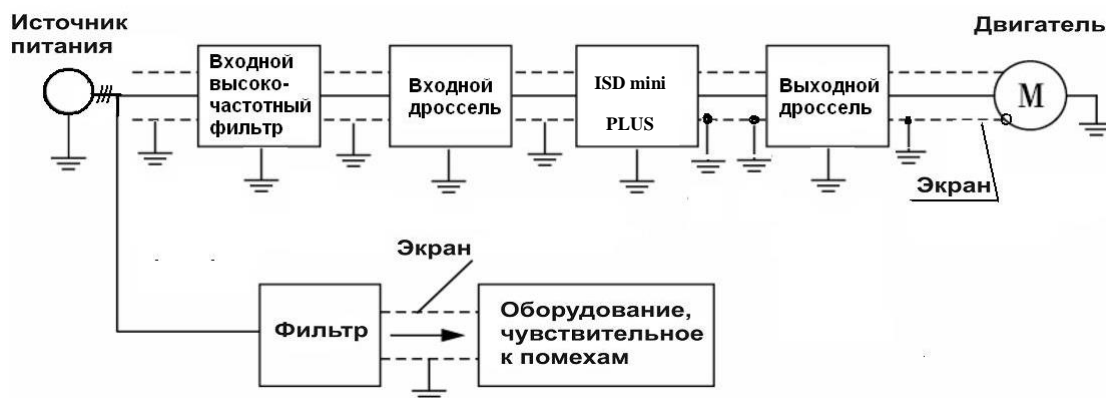 Источник
питания
Входной
высоко-
частотный
фильтр
Входной
дроссель
ISD mini
PLUS
Выходной
дроссель
Двигатель
M
Экран
Экран
Фильтр
Оборудование,
чувствительное
к помехам